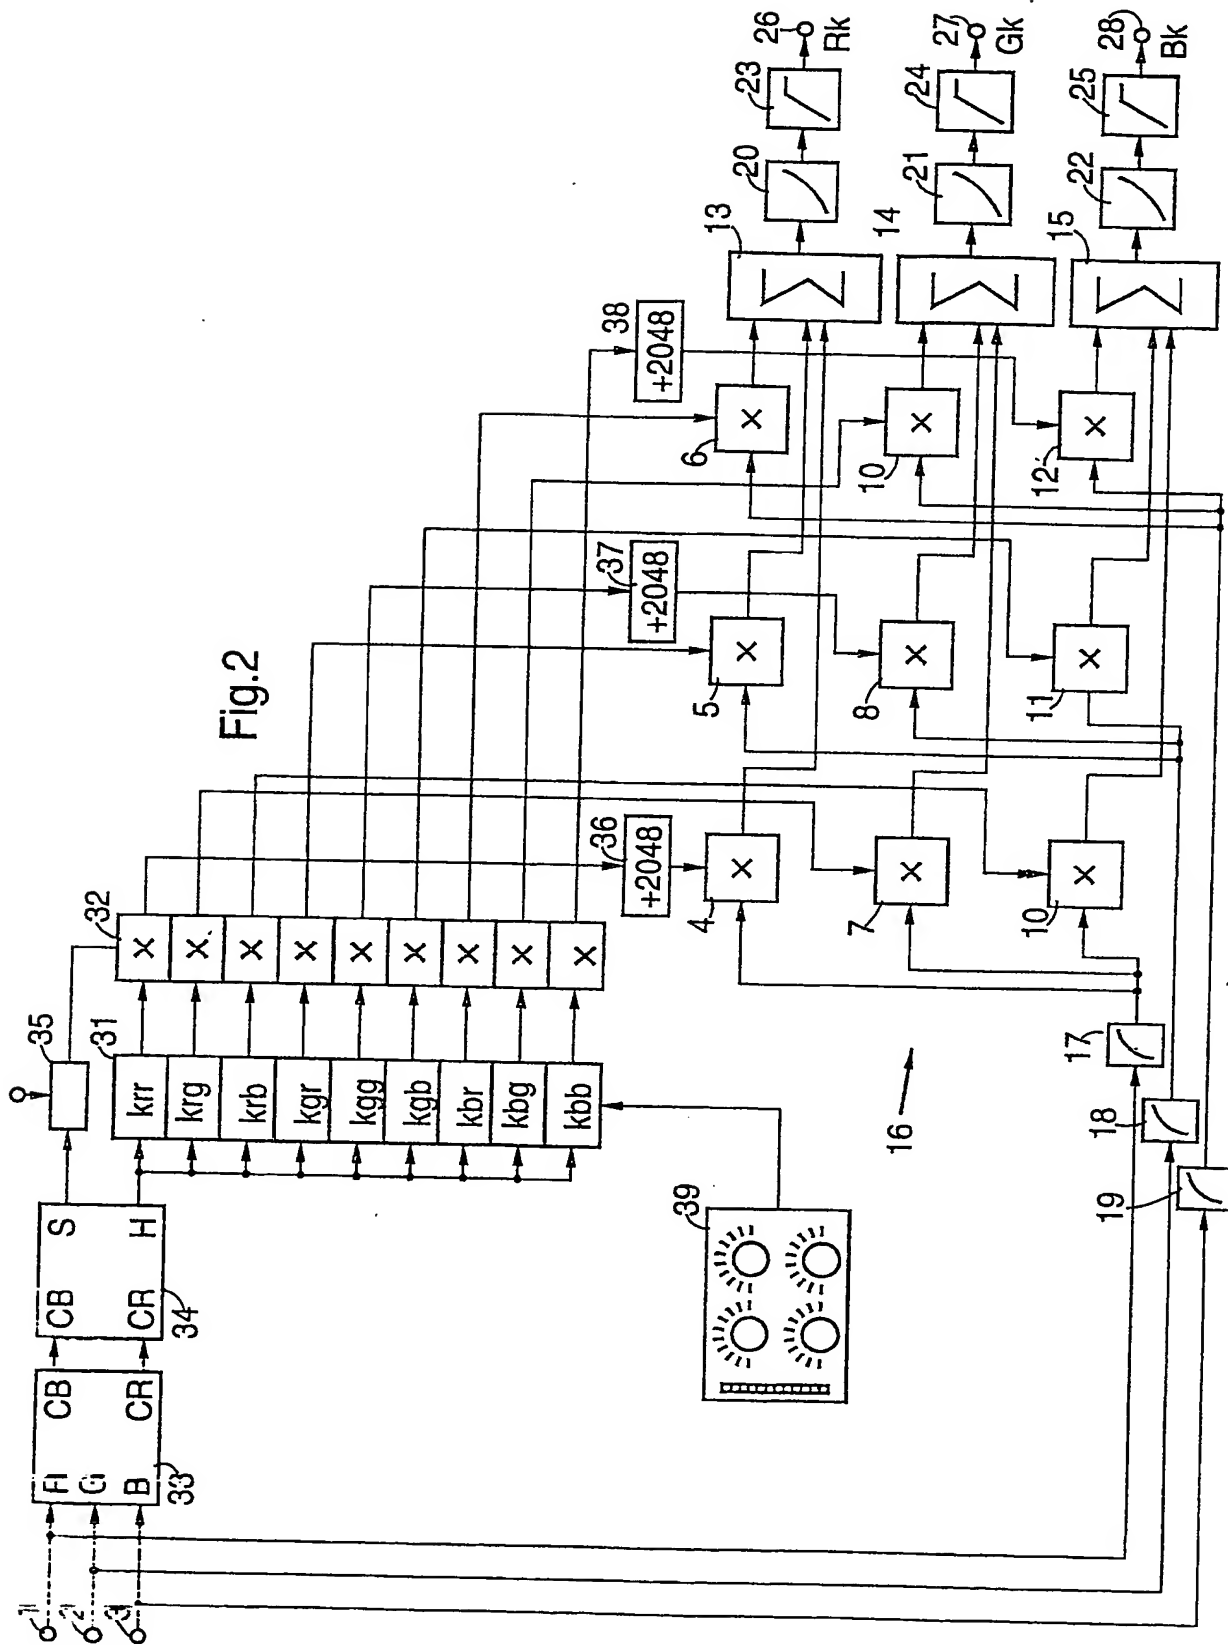 Fig.2
1
2
3
R
G
B
CB
CR
33
CB
CR
S
H
34
35
31
krr
krg
krb
kgr
kgg
kgb
kbr
kbg
kbb
32
×
×
×
×
×
×
×
×
×
39
16
17
18
19
36
+2048
37
+2048
38
+2048
4
×
5
×
6
×
7
×
8
×
10
×
10
×
11
×
12
×
13
Σ
14
Σ
15
Σ
20
21
22
23
24
25
26
Rk
27
Gk
28
Bk